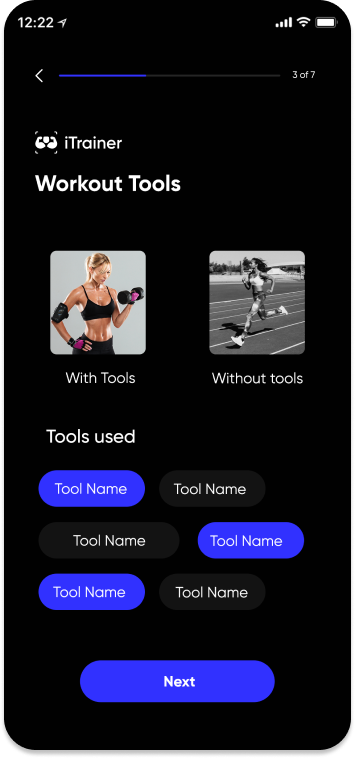 12:22
3 of 7
iTrainer
Workout Tools
With Tools Without tools
Tools used
Tool Name Tool Name
Tool Name Tool Name
Tool Name Tool Name
Next